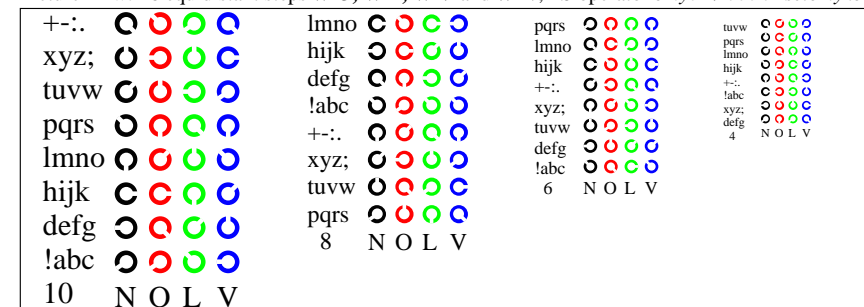 +-:.
xyz;
tuvw
pqrs
lmno
hijk
defg
!abc
10 N O L V
lmno
hijk
defg
!abc
+-:.
xyz;
tuvw
pqrs
8 N O L V
pqrs
lmno
hijk
+-:.
xyz;
tuvw
defg
!abc
6 N O L V
tuvw
pqrs
lmno
hijk
+-:.
!abc
xyz;
defg
4 N O L V